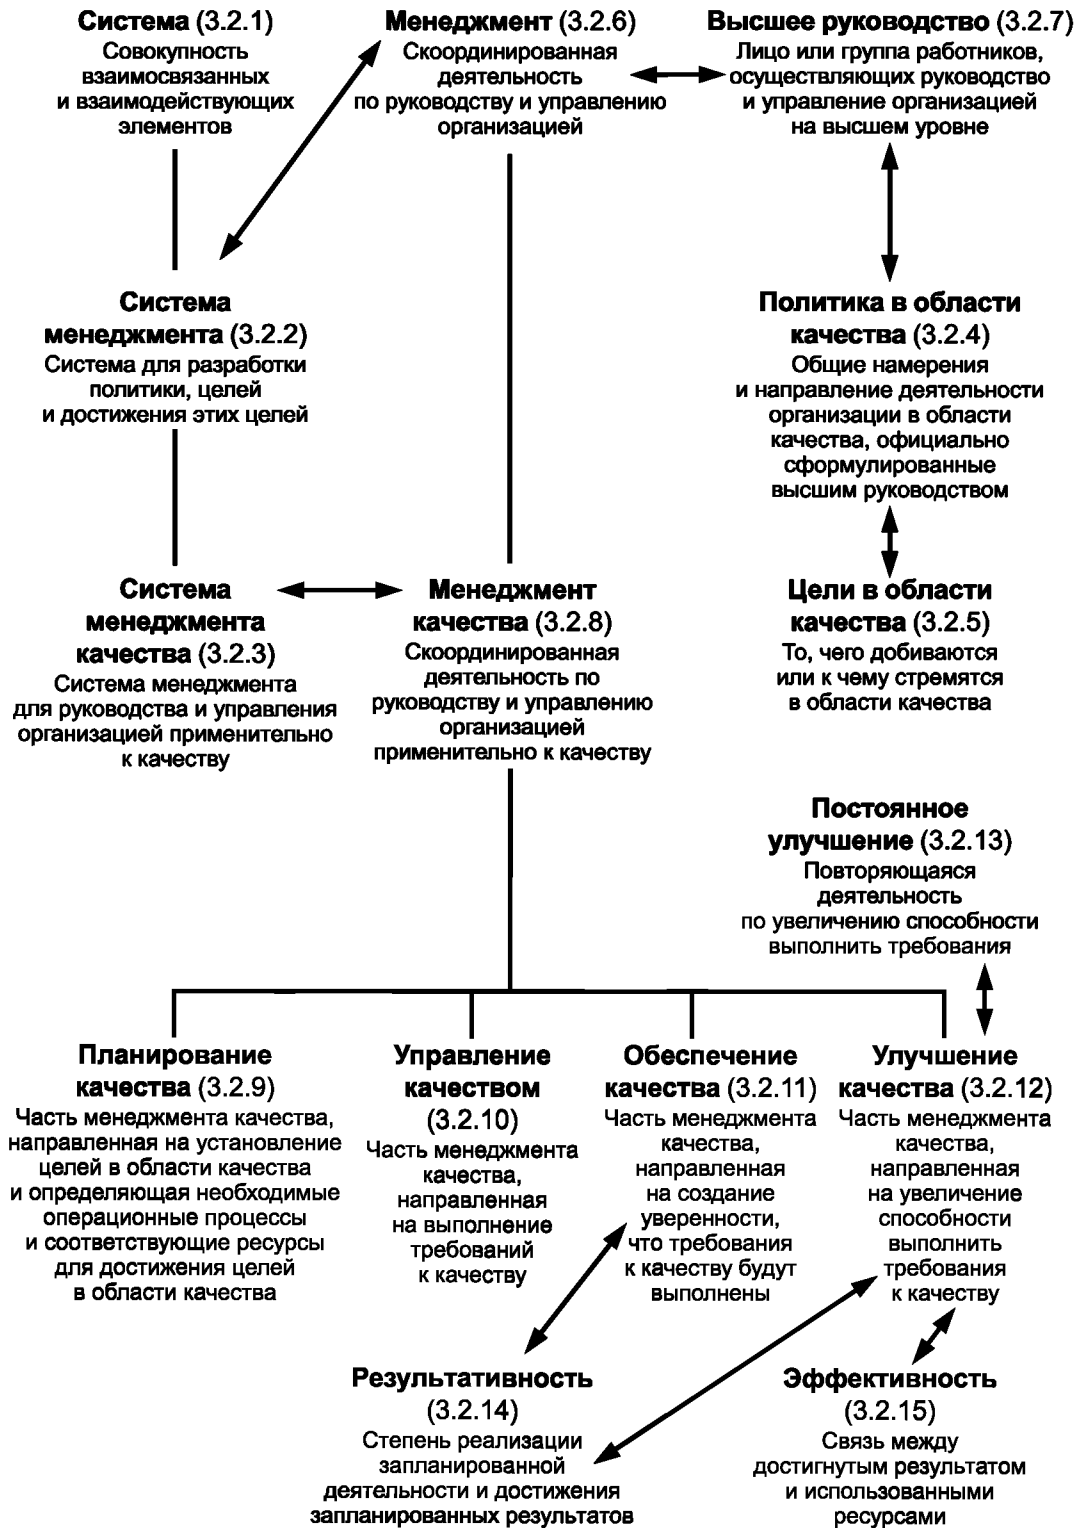 Система (3.2.1)
Совокупность
взаимосвязанных
и взаимодействующих
элементов
Менеджмент (3.2.6)
Скоординированная
деятельность
по руководству и управлению
организацией
Высшее руководство (3.2.7)
Лицо или группа работников,
осуществляющих руководство
и управление организацией
на высшем уровне
Система
менеджмента (3.2.2)
Система для разработки
политики, целей
и достижения этих целей
Политика в области
качества (3.2.4)
Общие намерения
и направление деятельности
организации в области
качества, официально
сформулированные
высшим руководством
Система
менеджмента
качества (3.2.3)
Система менеджмента
для руководства и управления
организацией применительно
к качеству
Менеджмент
качества (3.2.8)
Скоординированная
деятельность по
руководству и управлению
организацией
применительно к качеству
Цели в области
качества (3.2.5)
То, чего добиваются
или к чему стремятся
в области качества
Постоянное
улучшение (3.2.13)
Повторяющаяся
деятельность
по увеличению способности
выполнить требования
Планирование
качества (3.2.9)
Часть менеджмента качества,
направленная на установление
целей в области качества
и определяющая необходимые
операционные процессы
и соответствующие ресурсы
для достижения целей
в области качества
Управление
качеством
(3.2.10)
Часть менеджмента
качества,
направленная
на выполнение
требований
к качеству
Обеспечение
качества (3.2.11)
Часть менеджмента
качества,
направленная
на создание
уверенности,
что требования
к качеству будут
выполнены
Улучшение
качества (3.2.12)
Часть менеджмента
качества,
направленная
на увеличение
способности
выполнить
требования
к качеству
Результативность
(3.2.14)
Степень реализации
запланированной
деятельности и достижения
запланированных результатов
Эффективность
(3.2.15)
Связь между
достигнутым результатом
и использованными
ресурсами